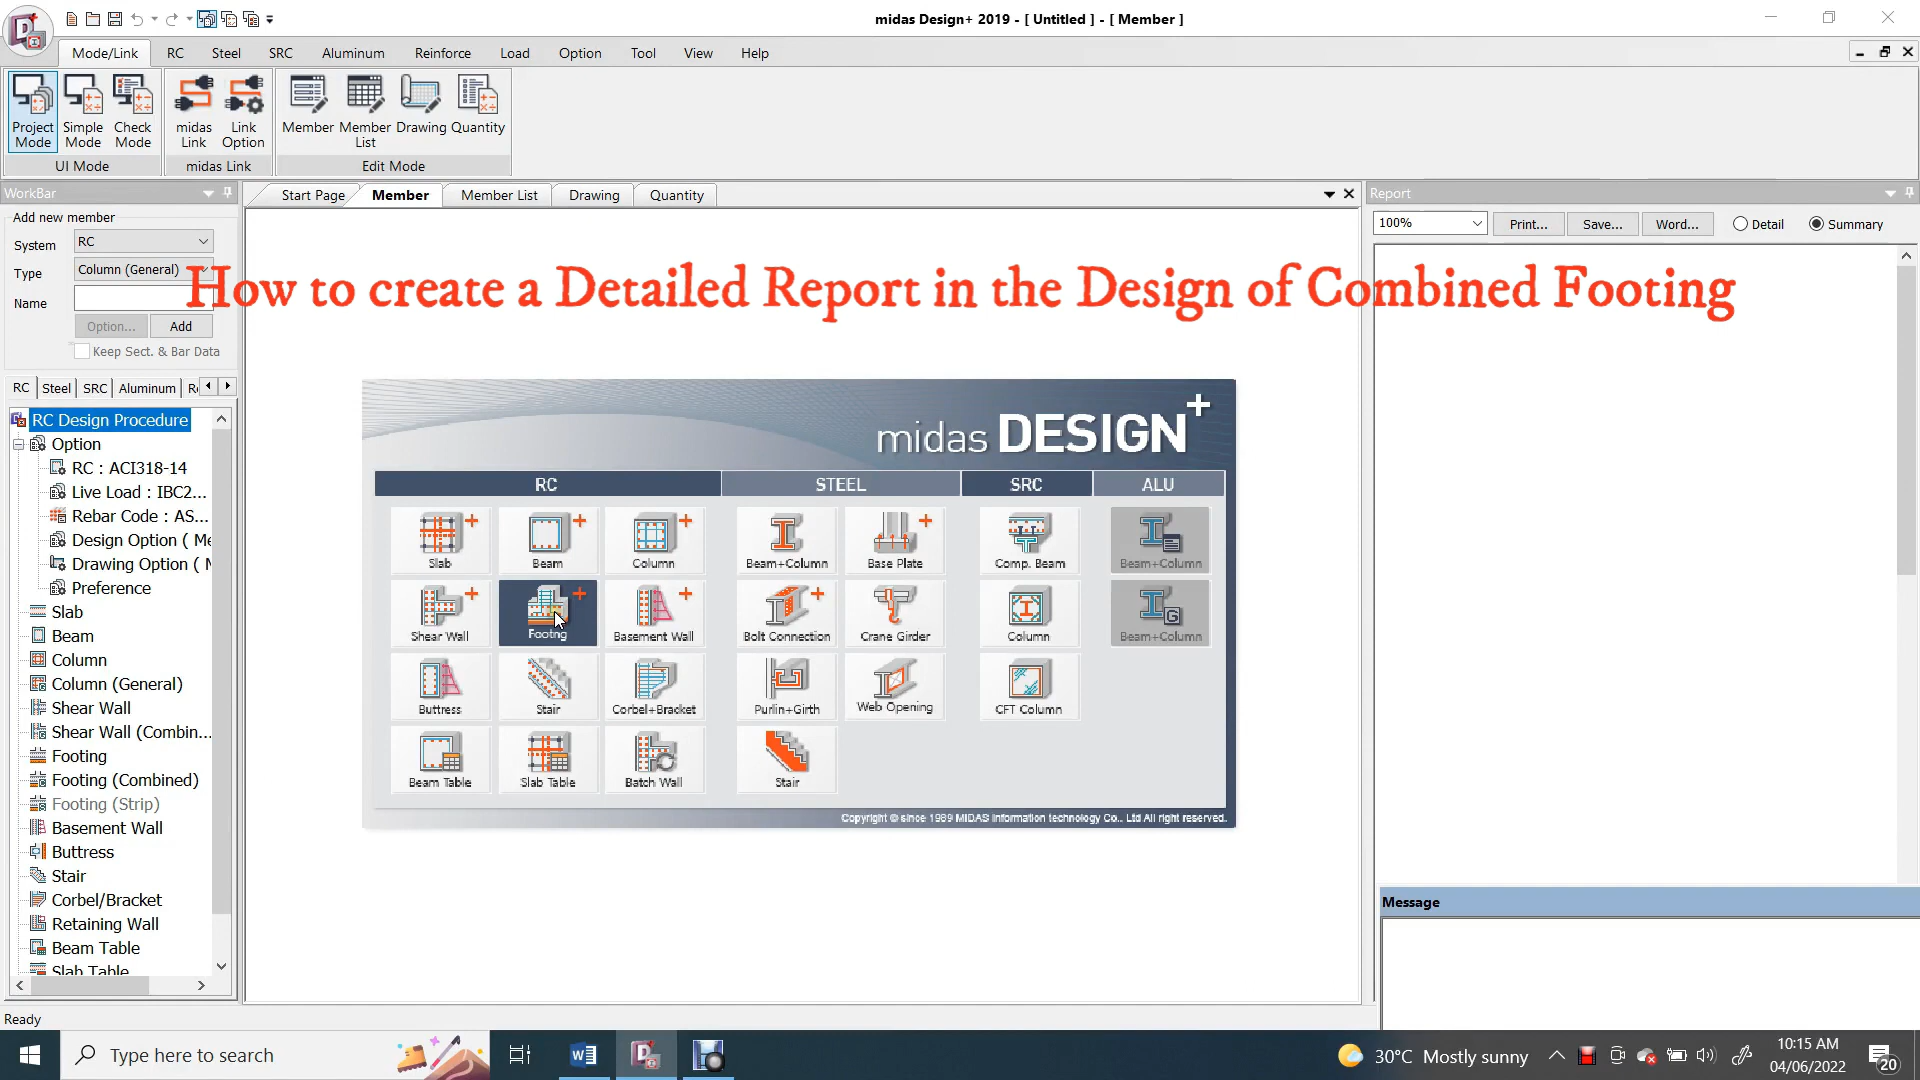 midas Design+ 2019 - [ Untitled ] - [ Member ]
Mode/Link RC Steel SRC Aluminum Reinforce Load Option Tool View Help
Project Mode
Simple Mode
Check Mode
midas Link
Link Option
Member
Member List
Drawing
Quantity
UI Mode
midas Link
Edit Mode
WorkBar
Start Page
Member
Member List
Drawing
Quantity
Report
Add new member
System RC
Type Column (General)
Name
Option... Add
Keep Sect. & Bar Data
100%
Print...
Save...
Word...
Detail
Summary
How to create a Detailed Report in the Design of Combined Footing
RC Steel SRC Aluminum
RC Design Procedure
Option
RC : ACI318-14
Live Load : IBC2...
Rebar Code : AS...
Design Option ( Me
Drawing Option ( M
Preference
Slab
Beam
Column
Column (General)
Shear Wall
Shear Wall (Combin...
Footing
Footing (Combined)
Footing (Strip)
Basement Wall
Buttress
Stair
Corbel/Bracket
Retaining Wall
Beam Table
Slab Table
midas DESIGN+
RC STEEL SRC ALU
Slab Beam Column Beam+Column Base Plate Comp. Beam Beam+Column
Shear Wall Footing Basement Wall Bolt Connection Crane Girder Column Beam+Column
Buttress Stair Corbel+Bracket Purlin+Girth Web Opening CFT Column
Beam Table Slab Table Batch Wall Stair
Copyright © since 1989 MIDAS Information technology Co., Ltd All right reserved.
Message
Ready
Type here to search
30°C Mostly sunny
10:15 AM
04/06/2022
20